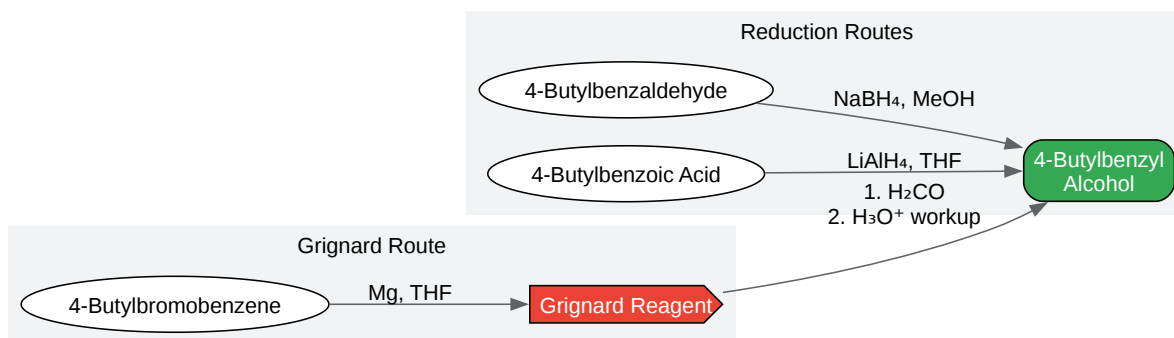 Reduction Routes
4-Butylbenzaldehyde
NaBH₄, MeOH
4-Butylbenzoic Acid
LiAlH₄, THF
4-Butylbenzyl
Alcohol
1. H₂CO
2. H₃O⁺ workup
Grignard Route
4-Butylbromobenzene
Mg, THF
Grignard Reagent